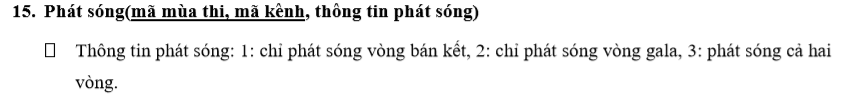 15. Phát sóng(mã mùa thi, mã kênh, thông tin phát sóng)
□ Thông tin phát sóng: 1: chỉ phát sóng vòng bán kết, 2: chỉ phát sóng vòng gala, 3: phát sóng cả hai
vòng.